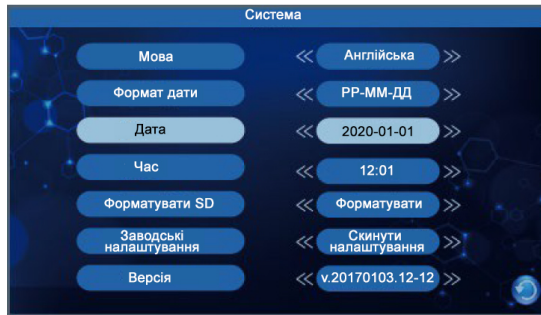 Система
Мова
Англійська
Формат дати
РР-ММ-ДД
Дата
2020-01-01
Час
12:01
Форматувати SD
Форматувати
Заводські
налаштування
Скинути
налаштування
Версія
v.20170103.12-12